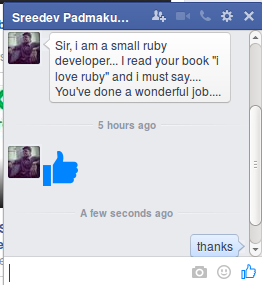 Sreedev Padmaku...
Sir, i am a small ruby
developer... I read your book "i
love ruby" and i must say....
You've done a wonderful job....
5 hours ago
A few seconds ago
thanks